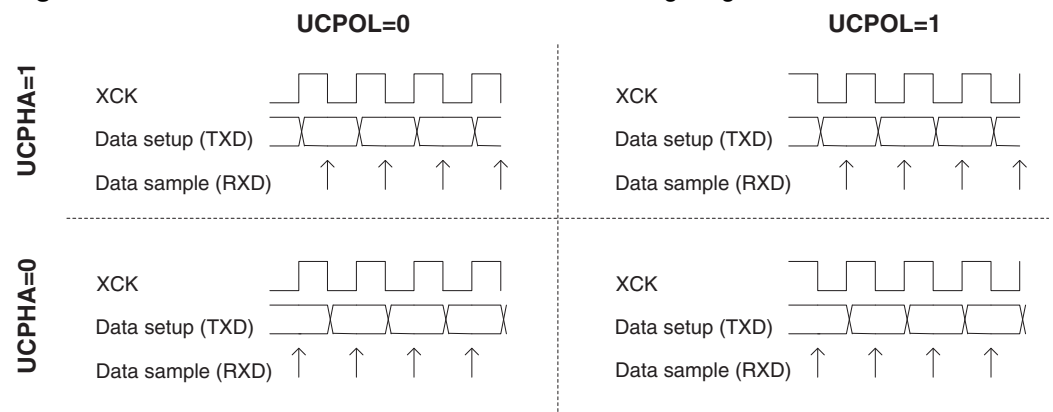 UCPOL=0 UCPOL=1
UCPHA=1
XCK
Data setup (TXD)
Data sample (RXD)
XCK
Data setup (TXD)
Data sample (RXD)
UCPHA=0
XCK
Data setup (TXD)
Data sample (RXD)
XCK
Data setup (TXD)
Data sample (RXD)